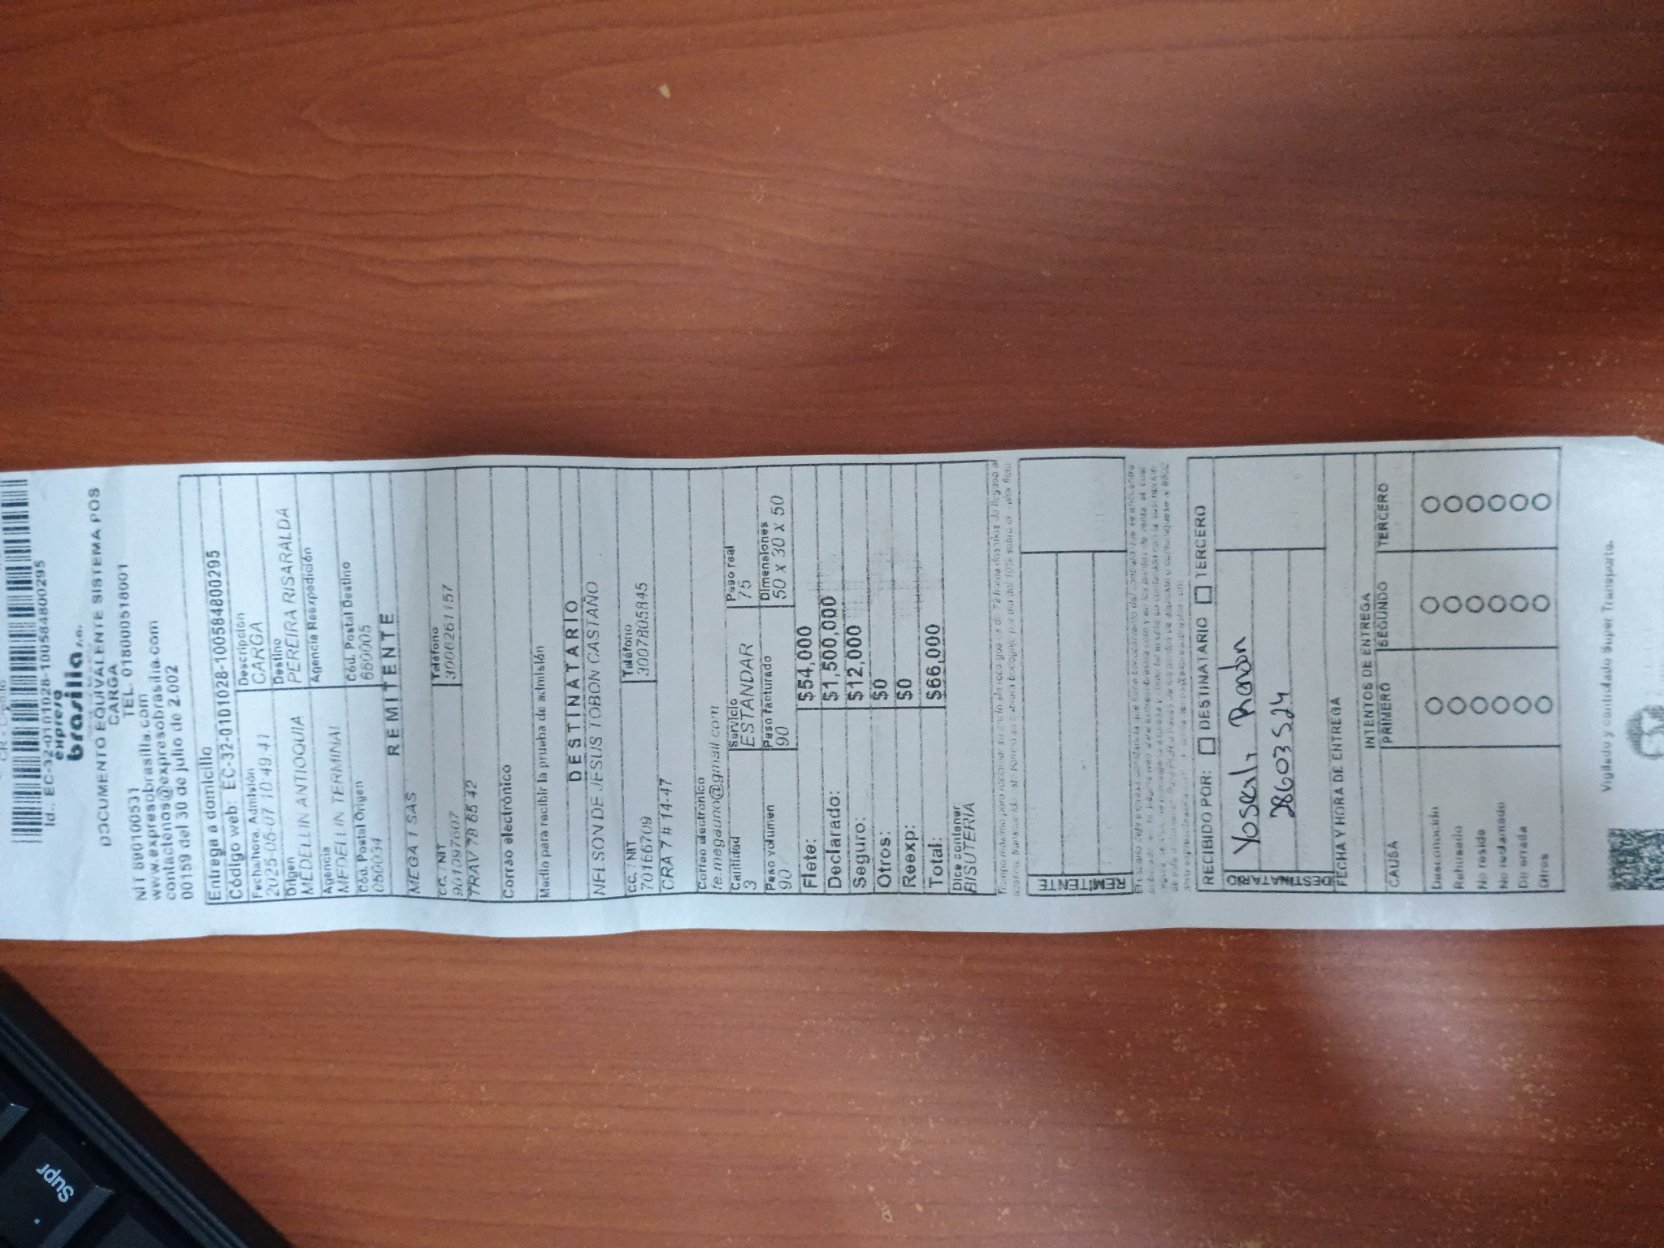 Id.: EC-32-0101028-1005848002​95
expreso
brasilia s.a.
DOCUMENTO EQUIVALENTE SISTEMA POS
CARGA
NIT 890100531 TEL. 018000518001
www.expresobrasilia.com
contactenos@expresobrasilia.com
00159 del 30 de julio de 2.002
Entrega a domicilio
Código web: EC-32-0101028-100584800295
Fecha/hora. Admisión Descripción
2025-05-07 10:49:41 CARGA
Origen Destino
MEDELLIN ANTIOQUIA PEREIRA RISARALDA
Agencia Agencia Reexpedición
MEDELLIN TERMINAL
Cód. Postal Origen Cód. Postal Destino
050034 660005
REMITENTE
MEGA 1 SAS
CC. / NIT Teléfono
901097607 3006261157
TRAV 78 65 42
Correo electrónico
Medio para recibir la prueba de admisión
DESTINATARIO
NELSON DE JESUS TOBON CASTAÑO
CC. / NIT Teléfono
70166709 3007805845
CRA 7 # 14-47
Correo electronico
fe.megauno@gmail.com
Cantidad Servicio Peso real
3 ESTANDAR 75
Peso volumen Peso facturado Dimensiones
90 90 50 x 30 x 50
Flete: $54,000
Declarado: $1,500,000
Seguro: $12,000
Otros: $0
Reexp: $0
Total: $66,000
Dice contener
BISUTERIA
REMITENTE
RECIBIDO POR: DESTINATARIO TERCERO
DESTINATARIO
Yosseli Rondon
28603524
FECHA Y HORA DE ENTREGA
INTENTOS DE ENTREGA
CAUSA PRIMERO SEGUNDO TERCERO
Desconocido
Rehusado
No reside
No reclamado
Dir errada
Otros
Vigilado y controlado Super Transporte.
Supr